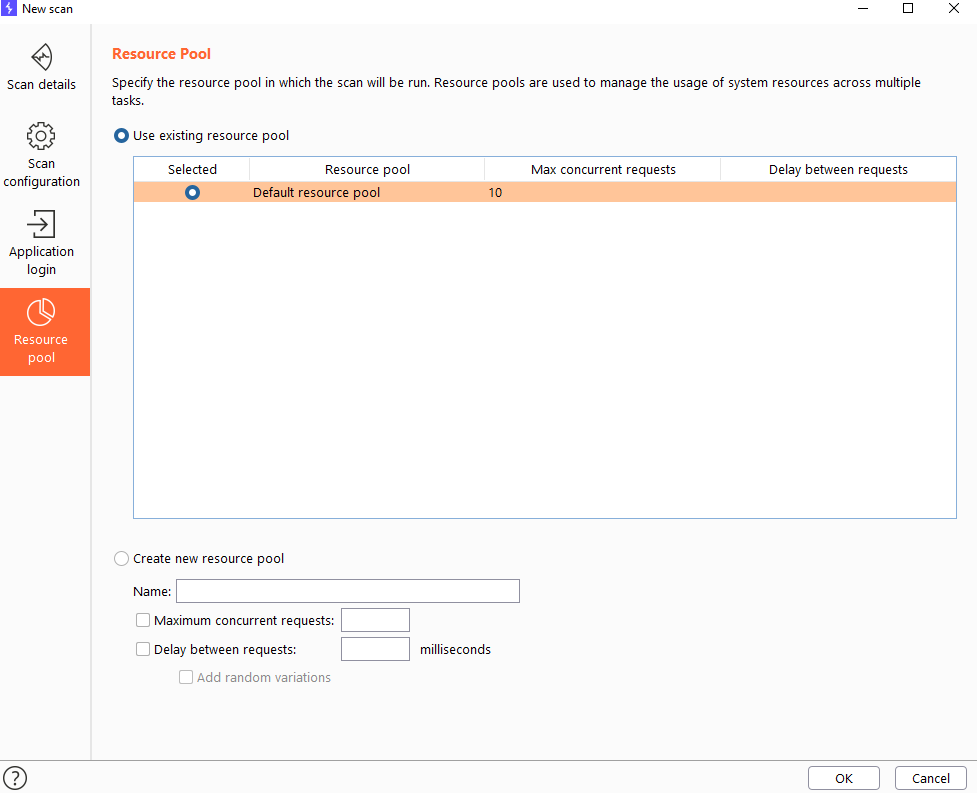 New scan
Scan details
Scan
configuration
Application
login
Resource
pool
Resource Pool
Specify the resource pool in which the scan will be run. Resource pools are used to manage the usage of system resources across multiple
tasks.
Use existing resource pool
Selected Resource pool Max concurrent requests Delay between requests
Default resource pool 10
Create new resource pool
Name:
Maximum concurrent requests:
Delay between requests: milliseconds
Add random variations
?
OK Cancel